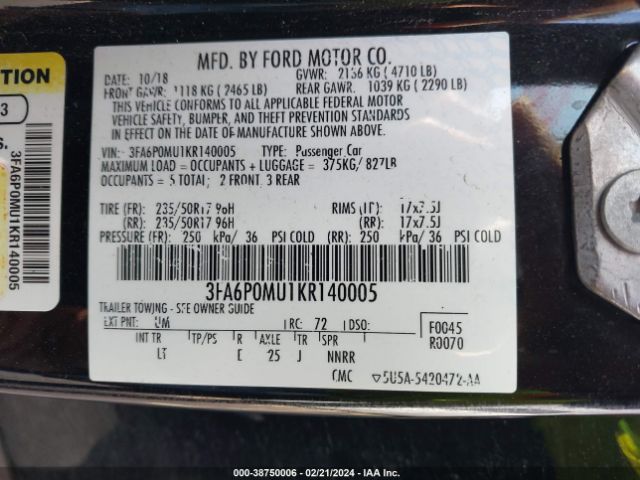 CTION
3
S.
3FA6P0MU1KR140005
MFD. BY FORD MOTOR CO.
DATE: 10/18 GVWR: 2136 KG ( 4710 LB)
FRONT GAWR: 1118 KG ( 2465 LB) REAR GAWR: 1039 KG ( 2290 LB)
THIS VEHICLE CONFORMS TO ALL APPLICABLE FEDERAL MOTOR
VEHICLE SAFETY, BUMPER, AND THEFT PREVENTION STANDARDS
IN EFFECT ON THE DATE OF MANUFACTURE SHOWN ABOVE.
VIN: 3FA6P0MU1KR140005 TYPE: Passenger Car
MAXIMUM LOAD = OCCUPANTS + LUGGAGE = 375KG/ 827LB
OCCUPANTS = 5 TOTAL; 2 FRONT, 3 REAR
TIRE (FR): 235/50R17 96H RIMS (FR): 17x7.5J
(RR): 235/50R17 96H (RR): 17x7.5J
PRESSURE (FR): 250 kPa/ 36 PSI COLD (RR): 250 kPa/ 36 PSI COLD
3FA6P0MU1KR140005
TRAILER TOWING - SEE OWNER GUIDE
EXT PNT: UM RC: 72 DSO: F0045
INT TR TP/PS R AXLE TR SPR R0070
LT E 25 J NNRR
CMC 5U5A-5420472-AA
000-38750006 - 02/21/2024 - IAA Inc.